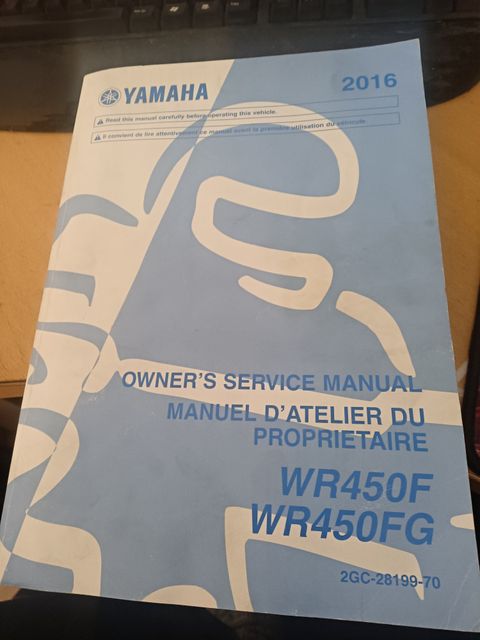 YAMAHA
2016
Read this manual carefully before operating this vehicle.
Il convient de lire attentivement ce manuel avant la première utilisation du véhicule.
OWNER'S SERVICE MANUAL
MANUEL D'ATELIER DU
PROPRIETAIRE
WR450F
WR450FG
2GC-28199-70